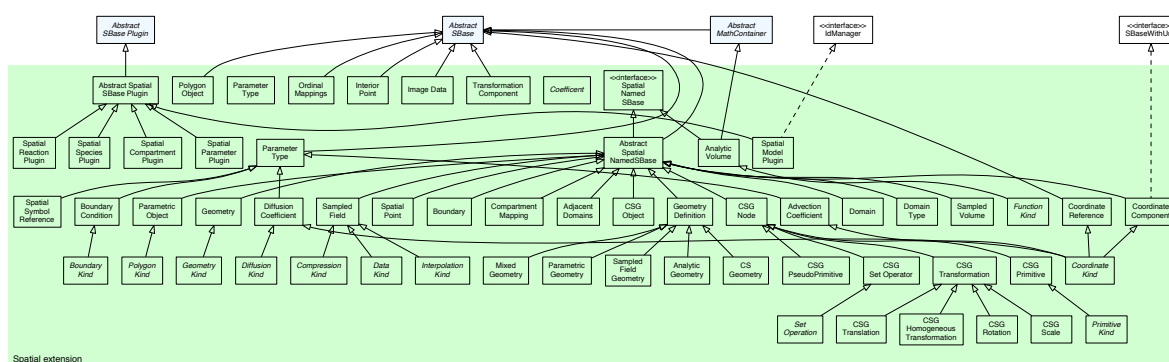 Abstract
SBase Plugin
Abstract
SBase
Abstract
MathContainer
<<interface>>
IdManager
<<interface>
SBaseWithU
Abstract Spatial
SBase Plugin
Polygon
Object
Parameter
Type
Ordinal
Mappings
Interior
Point
Image Data
Transformation
Component
Coefficent
<<interface>>
Spatial
Named
SBase
Spatial
Reaction
Plugin
Spatial
Species
Plugin
Spatial
Compartment
Plugin
Spatial
Parameter
Plugin
Parameter
Type
Abstract
Spatial
NamedSBase
Analytic
Volume
Spatial
Model
Plugin
Spatial
Symbol
Reference
Boundary
Condition
Parametric
Object
Geometry
Diffusion
Coefficient
Sampled
Field
Spatial
Point
Boundary
Compartment
Mapping
Adjacent
Domains
CSG
Object
Geometry
Definition
CSG
Node
Advection
Coefficient
Domain
Domain
Type
Sampled
Volume
Function
Kind
Coordinate
Reference
Coordinate
Component
Boundary
Kind
Polygon
Kind
Geometry
Kind
Diffusion
Kind
Compression
Kind
Data
Kind
Interpolation
Kind
Mixed
Geometry
Parametric
Geometry
Sampled
Field
Geometry
Analytic
Geometry
CS
Geometry
CSG
PseudoPrimitive
CSG
Set Operator
CSG
Transformation
CSG
Primitive
Coordinate
Kind
Set
Operation
CSG
Translation
CSG
Homogeneous
Transformation
CSG
Rotation
CSG
Scale
Primitive
Kind
Spatial extension